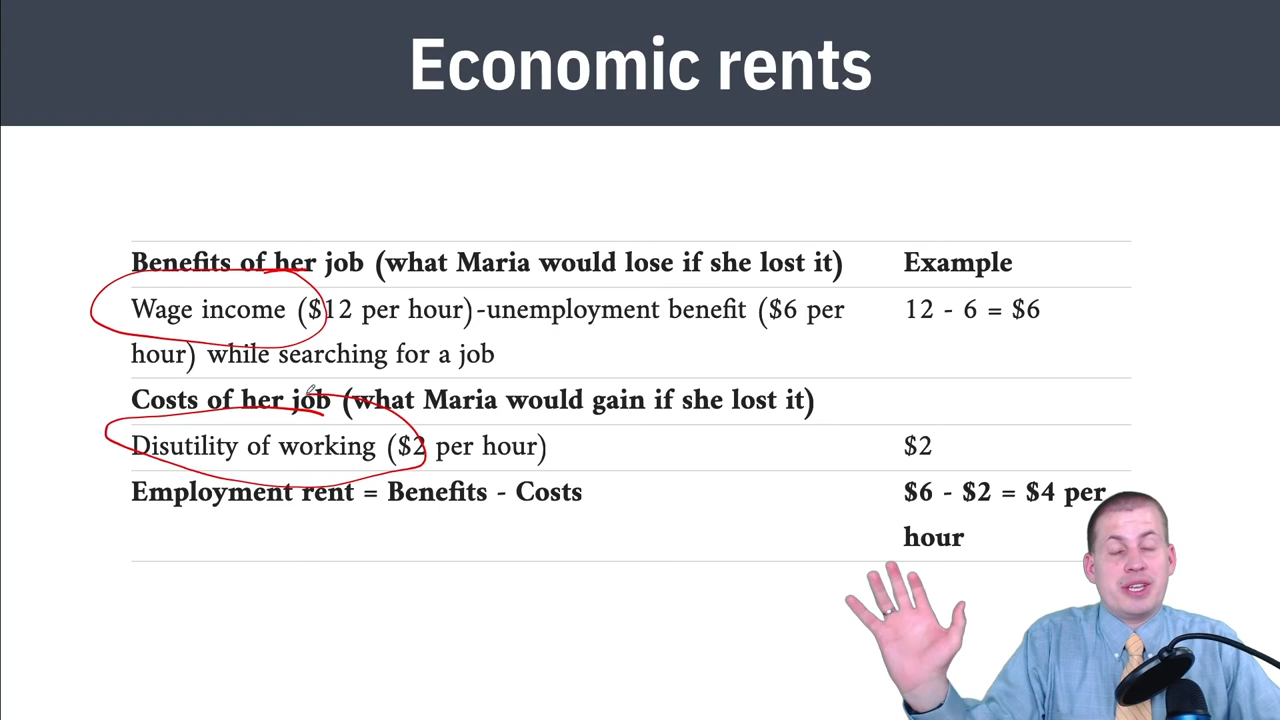 Economic rents
Benefits of her job (what Maria would lose if she lost it) Example
Wage income ($12 per hour)-unemployment benefit ($6 per 12 - 6 = $6
hour) while searching for a job
Costs of her job (what Maria would gain if she lost it)
Disutility of working ($2 per hour) $2
Employment rent = Benefits - Costs $6 - $2 = $4 per
hour